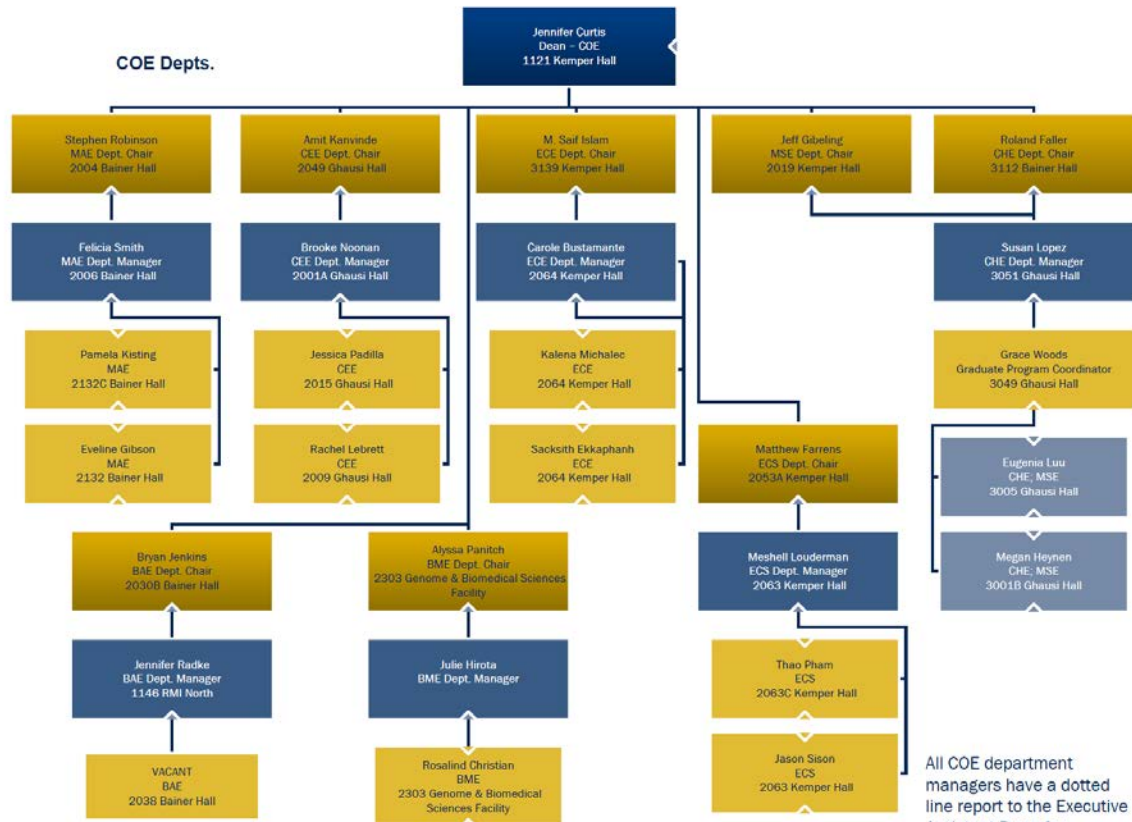 Jennifer Curtis
Dean – COE
1121 Kemper Hall
COE Depts.
Stephen Robinson
MAE Dept. Chair
2004 Bainer Hall
Amit Kanvinde
CEE Dept. Chair
2049 Ghausi Hall
M. Saif Islam
ECE Dept. Chair
3139 Kemper Hall
Jeff Gibeling
MSE Dept. Chair
2019 Kemper Hall
Roland Faller
CHE Dept. Chair
3112 Bainer Hall
Felicia Smith
MAE Dept. Manager
2006 Bainer Hall
Brooke Noonan
CEE Dept. Manager
2001A Ghausi Hall
Carole Bustamante
ECE Dept. Manager
2064 Kemper Hall
Susan Lopez
CHE Dept. Manager
3051 Ghausi Hall
Pamela Kisting
MAE
2132C Bainer Hall
Jessica Padilla
CEE
2015 Ghausi Hall
Kalena Michalec
ECE
2064 Kemper Hall
Grace Woods
Graduate Program Coordinator
3049 Ghausi Hall
Eveline Gibson
MAE
2132 Bainer Hall
Rachel Lebrett
CEE
2009 Ghausi Hall
Sacksith Ekkaphanh
ECE
2064 Kemper Hall
Matthew Farrens
ECS Dept. Chair
2053A Kemper Hall
Eugenia Luu
CHE; MSE
3005 Ghausi Hall
Bryan Jenkins
BAE Dept. Chair
2030B Bainer Hall
Alyssa Panitch
BME Dept. Chair
2303 Genome & Biomedical Sciences
Facility
Meshell Louderman
ECS Dept. Manager
2063 Kemper Hall
Megan Heynen
CHE; MSE
3001B Ghausi Hall
Jennifer Radke
BAE Dept. Manager
1146 RMI North
Julie Hirota
BME Dept. Manager
Thao Pham
ECS
2063C Kemper Hall
VACANT
BAE
2038 Bainer Hall
Rosalind Christian
BME
2303 Genome & Biomedical
Sciences Facility
Jason Sison
ECS
2063 Kemper Hall
All COE department
managers have a dotted
line report to the Executive